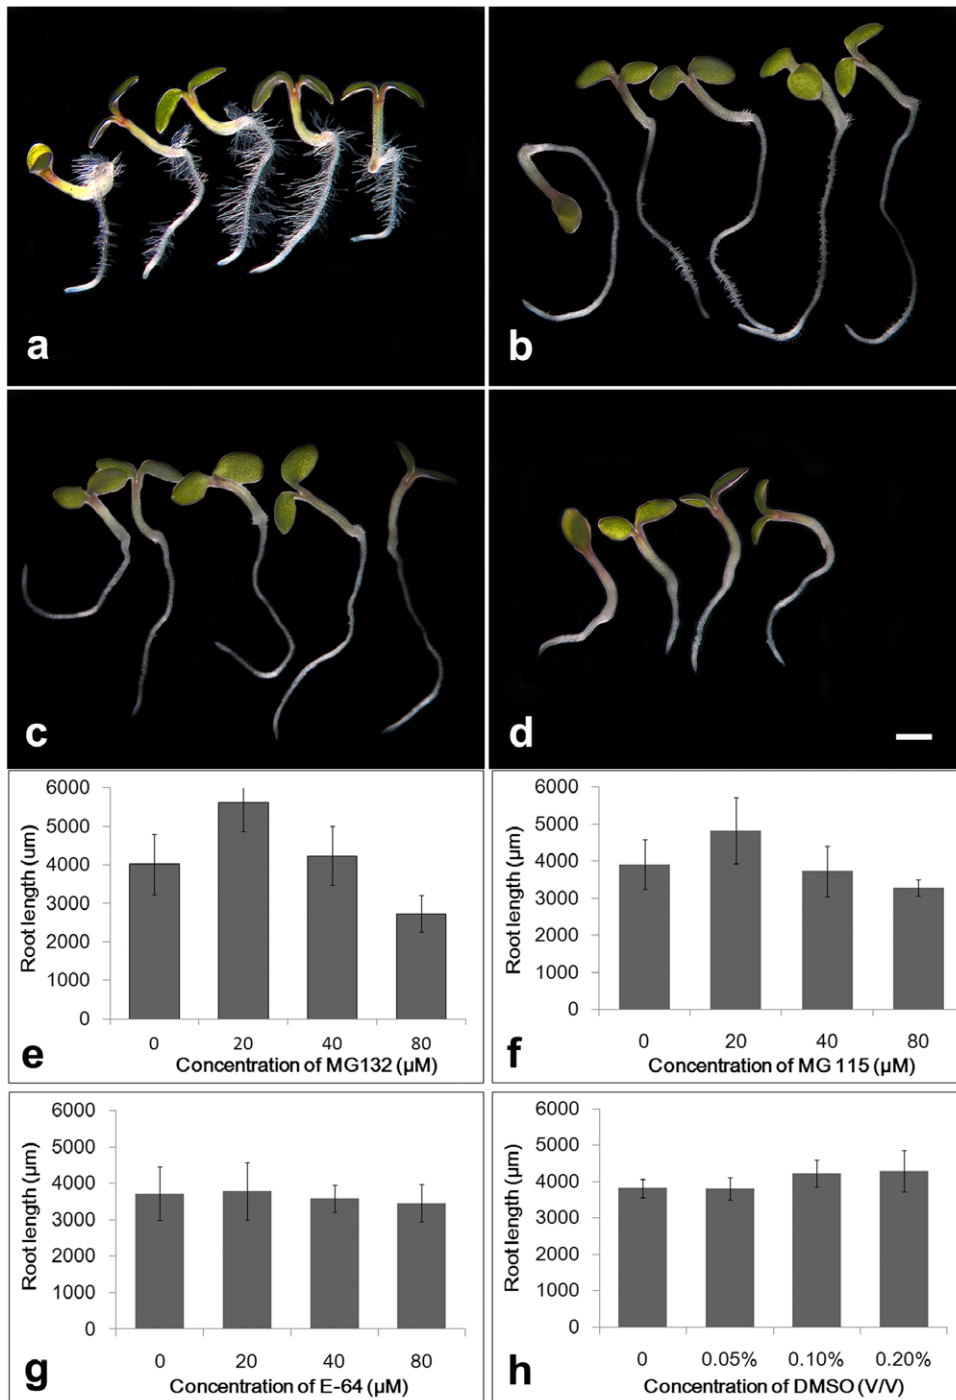 a
b
c
d
6000
5000
4000
3000
2000
1000
0
Root length (um)
0 20 40 80
e
Concentration of MG132 (µM)
6000
5000
4000
3000
2000
1000
0
Root length (µm)
0 20 40 80
f
Concentration of MG 115 (µM)
6000
5000
4000
3000
2000
1000
0
Root length (µm)
0 20 40 80
g
Concentration of E-64 (µM)
6000
5000
4000
3000
2000
1000
0
Root length (µm)
0 0.05% 0.10% 0.20%
h
Concentration of DMSO (V/V)